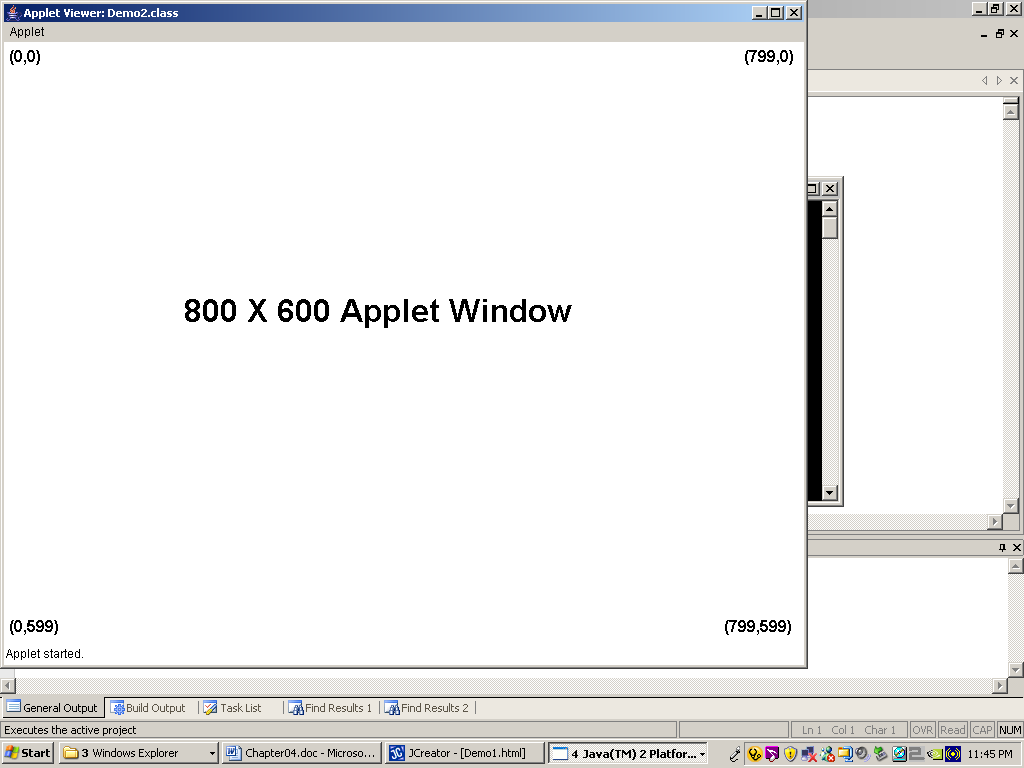 Applet Viewer: Demo2.class
Applet
(0,0) (799,0)
800 X 600 Applet Window
(0,599) (799,599)
Applet started.
General Output Build Output Task List Find Results 1 Find Results 2
Executes the active project Ln 1 Col 1 Char 1 OVR Read CAP NUM
Start 3 Windows Explorer Chapter04.doc - Microso... JCreator - [Demo1.html] 4 Java(TM) 2 Platfor... 11:45 PM